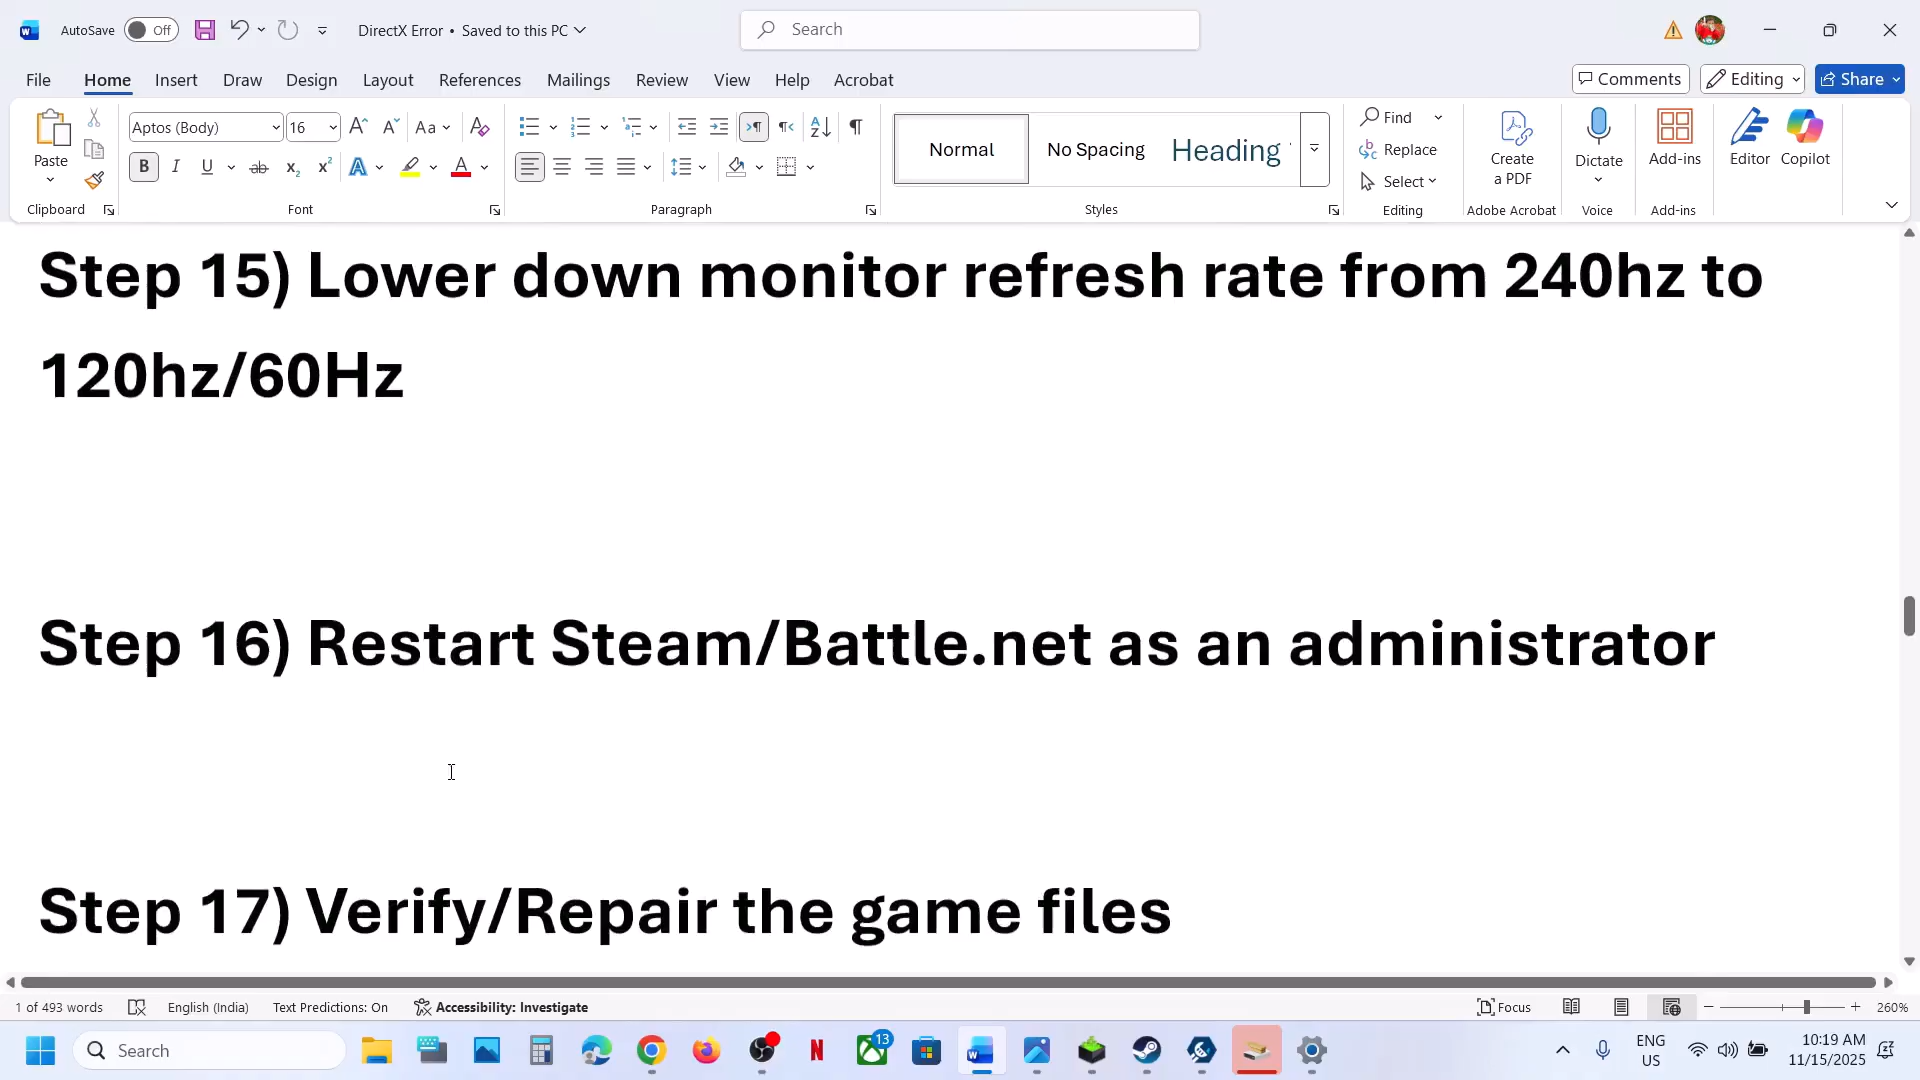 AutoSave Off DirectX Error • Saved to this PC Search
File Home Insert Draw Design Layout References Mailings Review View Help Acrobat Comments Editing Share
Paste Aptos (Body) 16 Aa Normal No Spacing Heading Find Replace Select Create a PDF Dictate Add-ins Editor Copilot
Clipboard Font Paragraph Styles Editing Adobe Acrobat Voice Add-ins
Step 15) Lower down monitor refresh rate from 240hz to
120hz/60Hz
Step 16) Restart Steam/Battle.net as an administrator
Step 17) Verify/Repair the game files
1 of 493 words English (India) Text Predictions: On Accessibility: Investigate Focus 260%
Search 13 ENG US 10:19 AM 11/15/2025